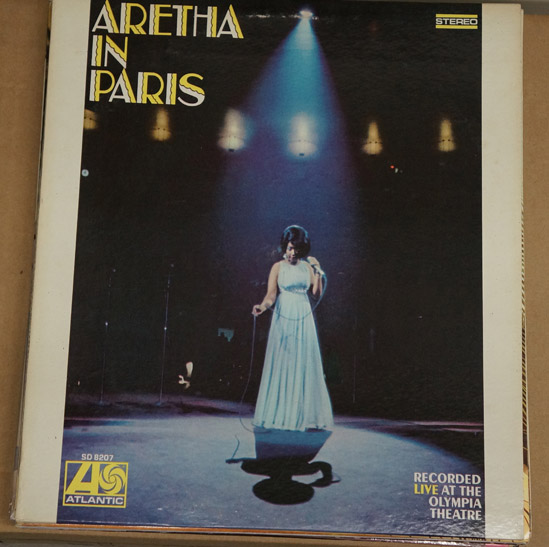 ARETHA
IN
PARIS
STEREO
SD 8207
ATLANTIC
RECORDED
LIVE AT THE
OLYMPIA
THEATRE